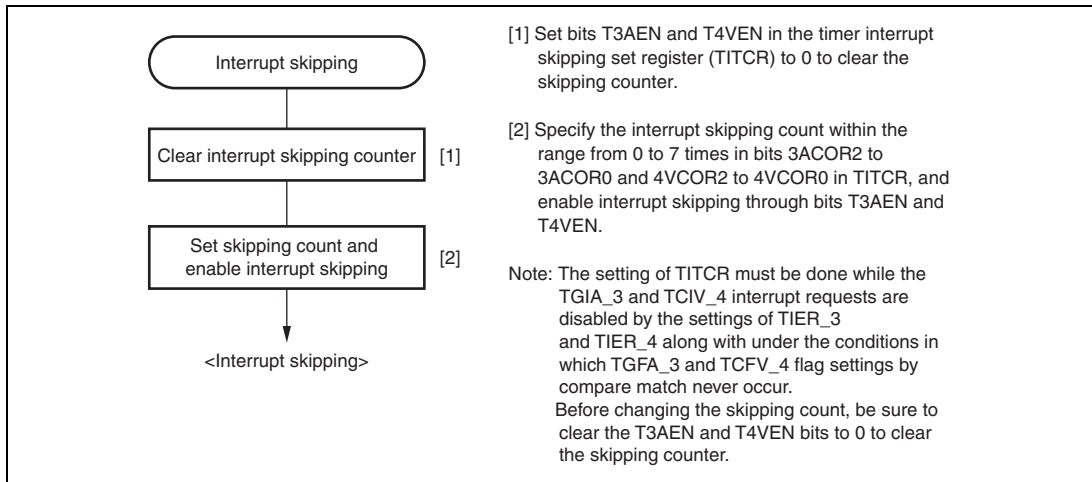 Interrupt skipping
Clear interrupt skipping counter
[1]
Set skipping count and
enable interrupt skipping
[2]
<Interrupt skipping>
[1] Set bits T3AEN and T4VEN in the timer interrupt
skipping set register (TITCR) to 0 to clear the
skipping counter.
[2] Specify the interrupt skipping count within the
range from 0 to 7 times in bits 3ACOR2 to
3ACOR0 and 4VCOR2 to 4VCOR0 in TITCR, and
enable interrupt skipping through bits T3AEN and
T4VEN.
Note: The setting of TITCR must be done while the
TGIA_3 and TCIV_4 interrupt requests are
disabled by the settings of TIER_3
and TIER_4 along with under the conditions in
which TGFA_3 and TCFV_4 flag settings by
compare match never occur.
Before changing the skipping count, be sure to
clear the T3AEN and T4VEN bits to 0 to clear
the skipping counter.